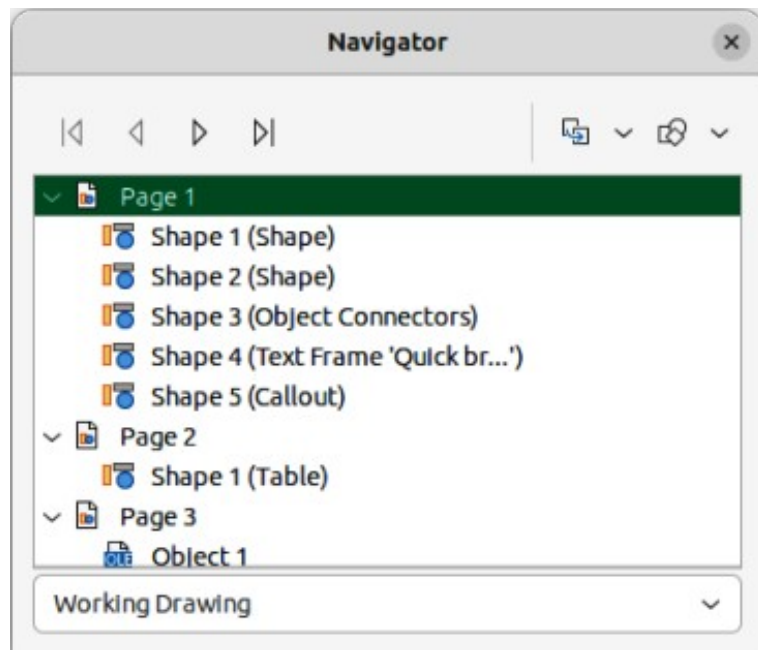 Navigator
Page 1
Shape 1 (Shape)
Shape 2 (Shape)
Shape 3 (Object Connectors)
Shape 4 (Text Frame 'Quick br...')
Shape 5 (Callout)
Page 2
Shape 1 (Table)
Page 3
OLE Object 1
Working Drawing